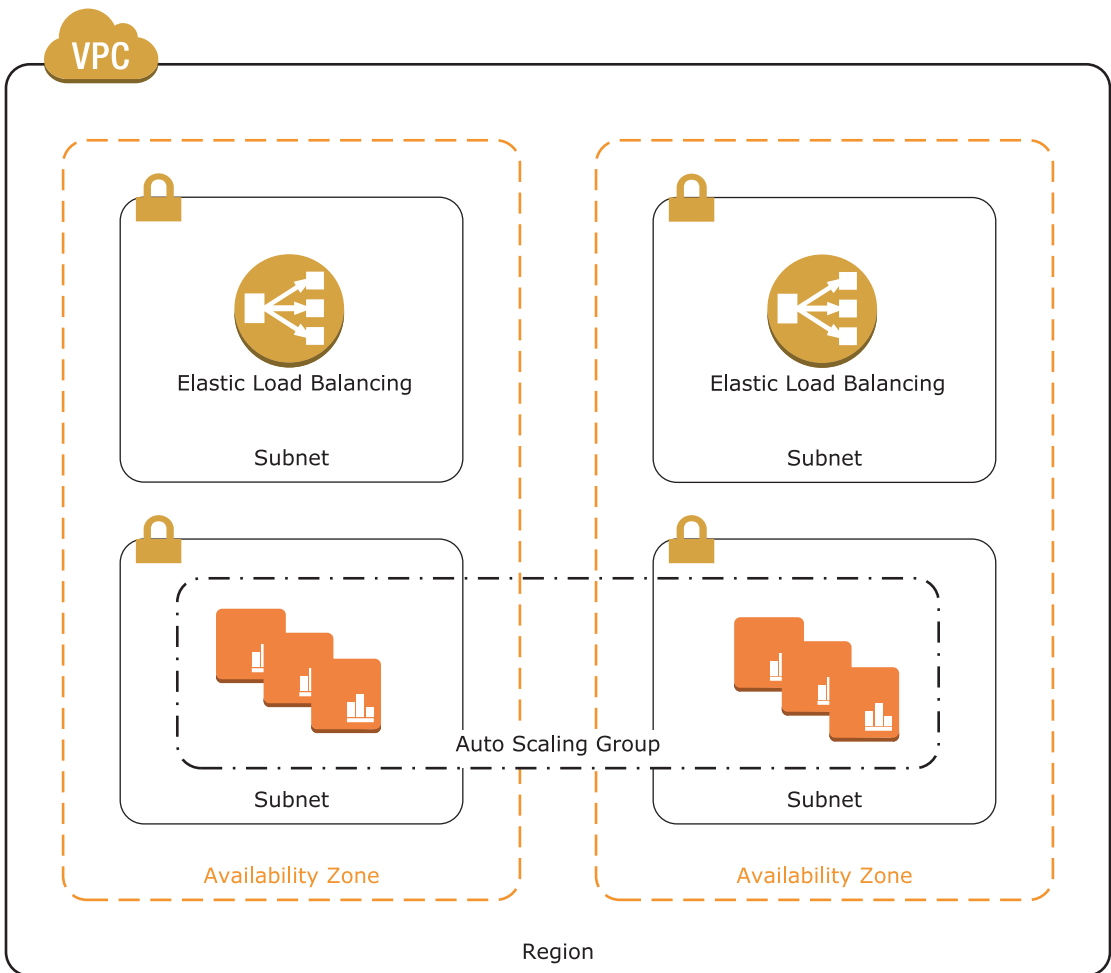 VPC
Elastic Load Balancing
Elastic Load Balancing
Subnet
Subnet
Auto Scaling Group
Subnet
Subnet
Availability Zone
Availability Zone
Region